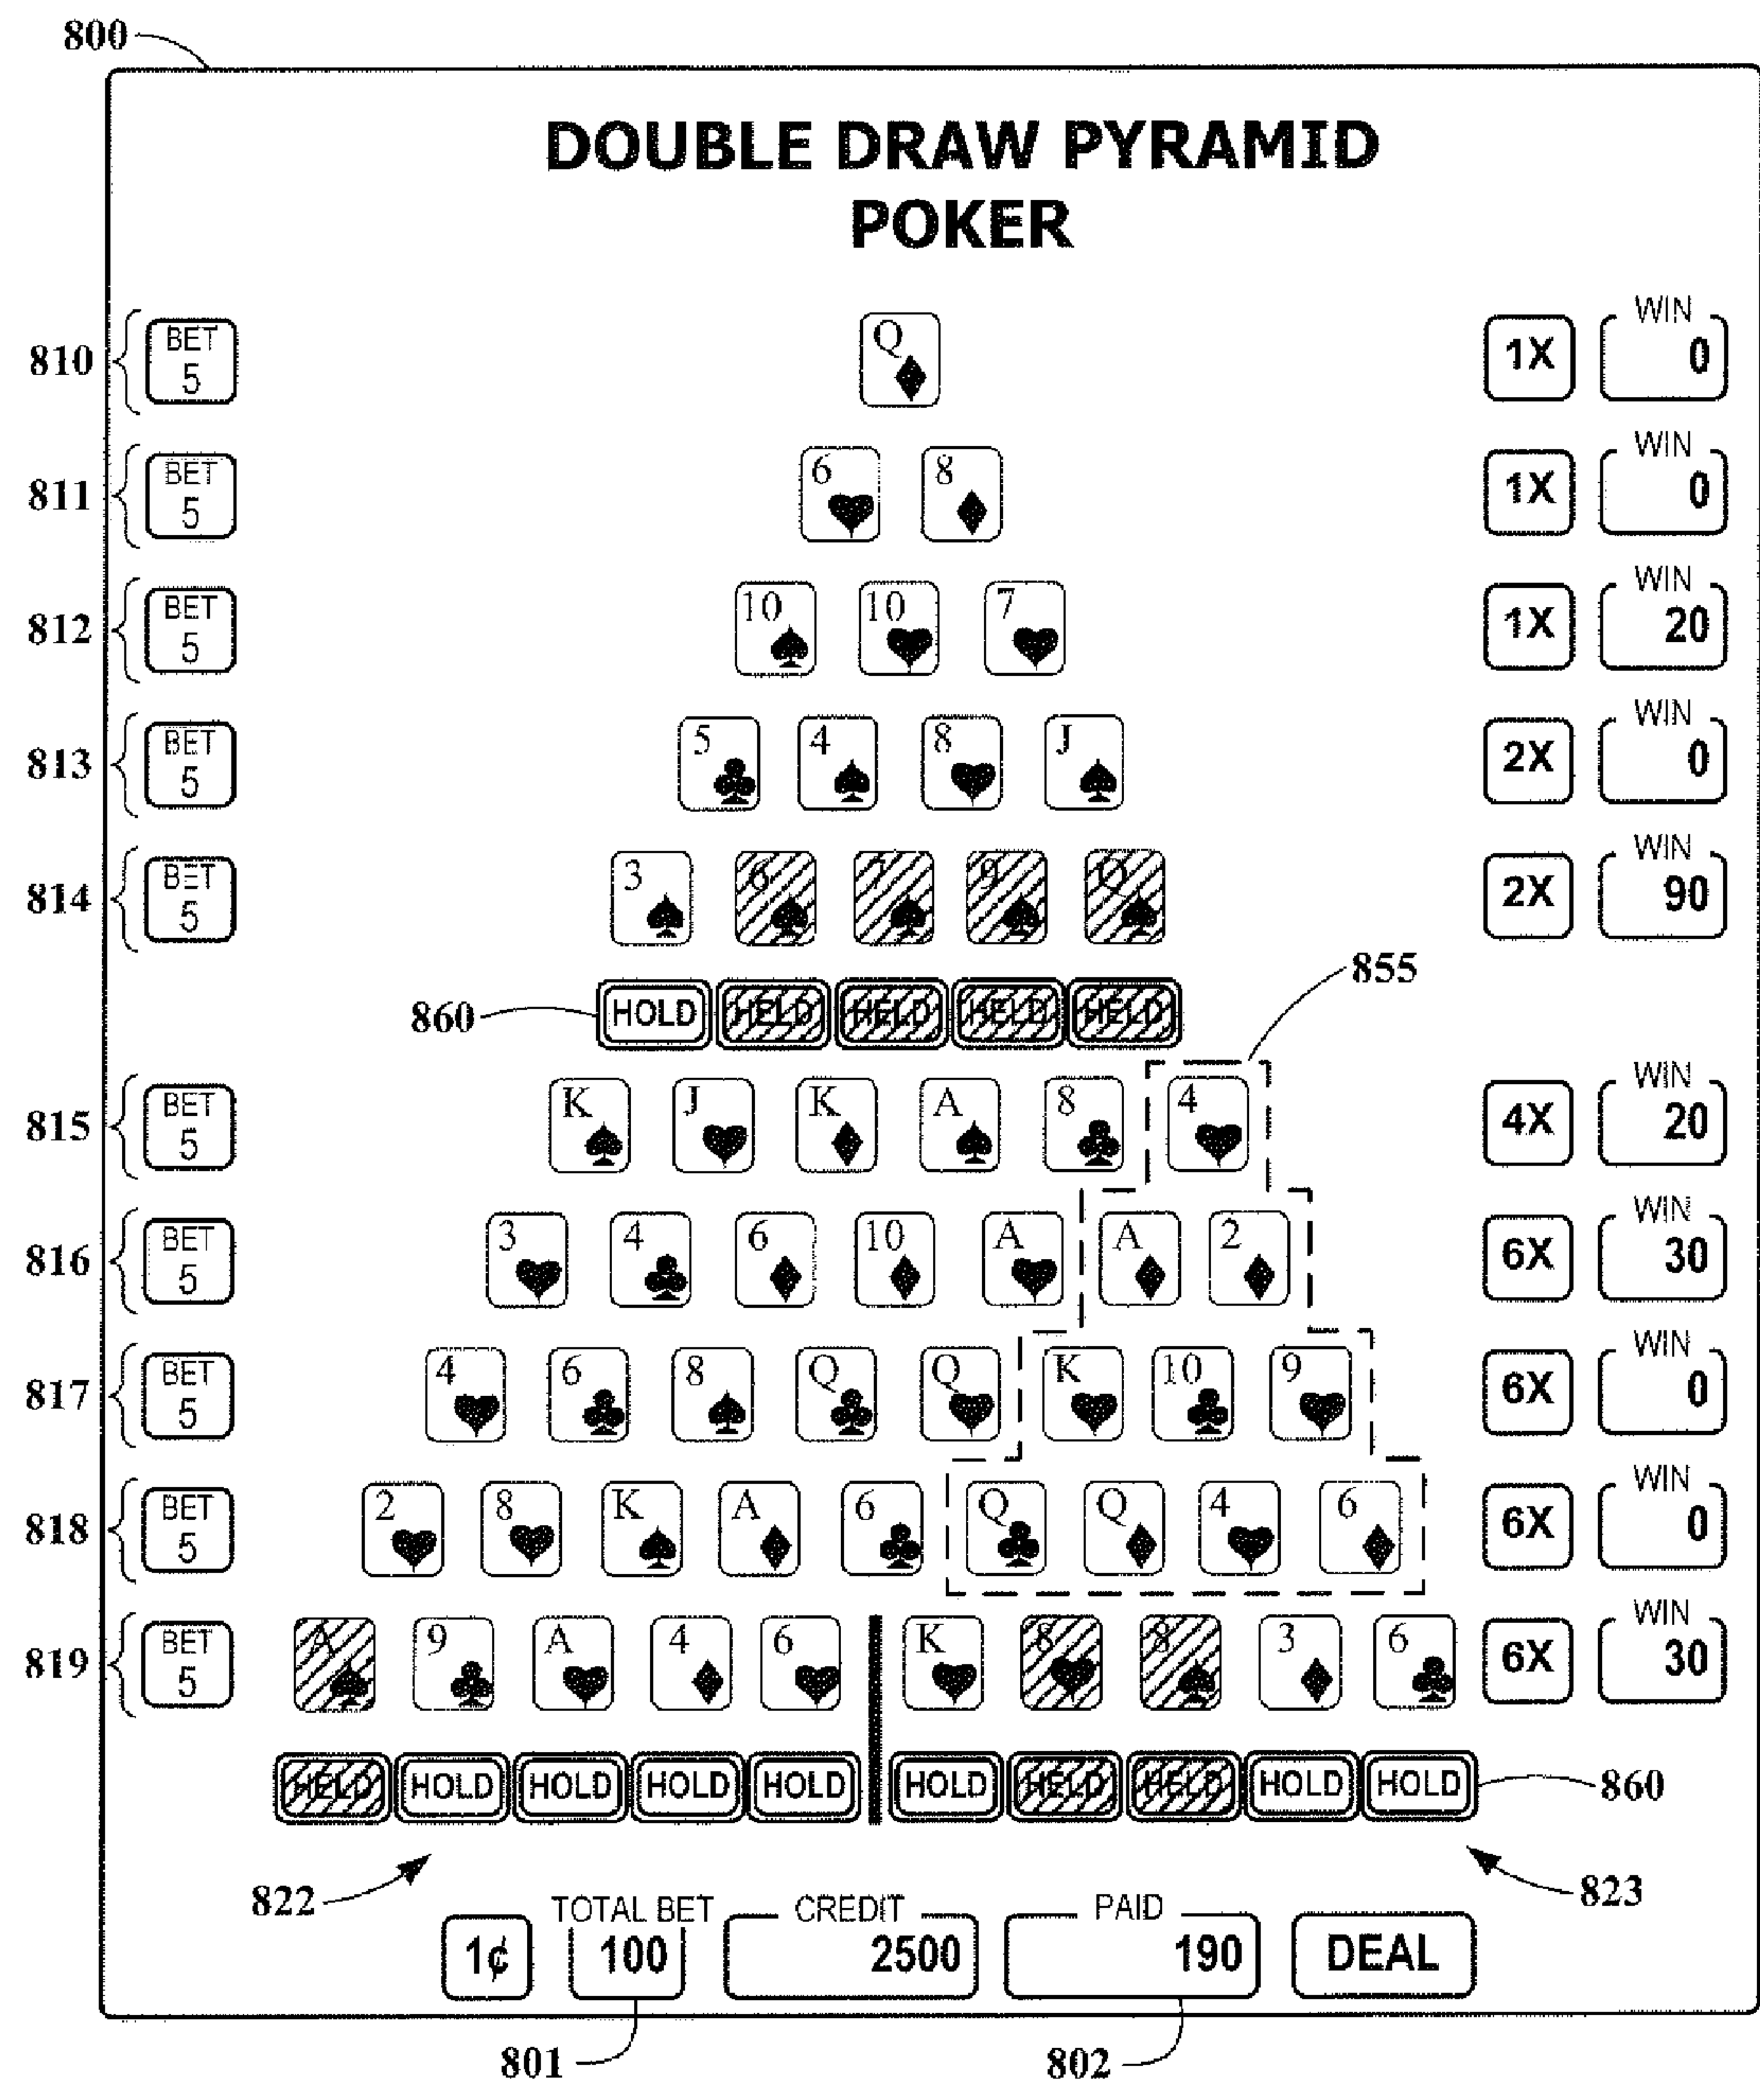 800
DOUBLE DRAW PYRAMID
POKER
810 BET 5 Q 1X WIN 0
811 BET 5 6 8 1X WIN 0
812 BET 5 10 10 7 1X WIN 20
813 BET 5 5 4 8 J 2X WIN 0
814 BET 5 3 6 7 9 Q 2X WIN 90
855
860 HOLD HELD HELD HELD HELD
815 BET 5 K J K A 8 4 4X WIN 20
816 BET 5 3 4 6 10 A A 2 6X WIN 30
817 BET 5 4 6 8 Q Q K 10 9 6X WIN 0
818 BET 5 2 8 K A 6 Q Q 4 6 6X WIN 0
819 BET 5 A 9 A 4 6 K 8 8 3 6 6X WIN 30
HELD HOLD HOLD HOLD HOLD HOLD HELD HELD HOLD HOLD 860
822 823
1¢ TOTAL BET 100 CREDIT 2500 PAID 190 DEAL
801 802